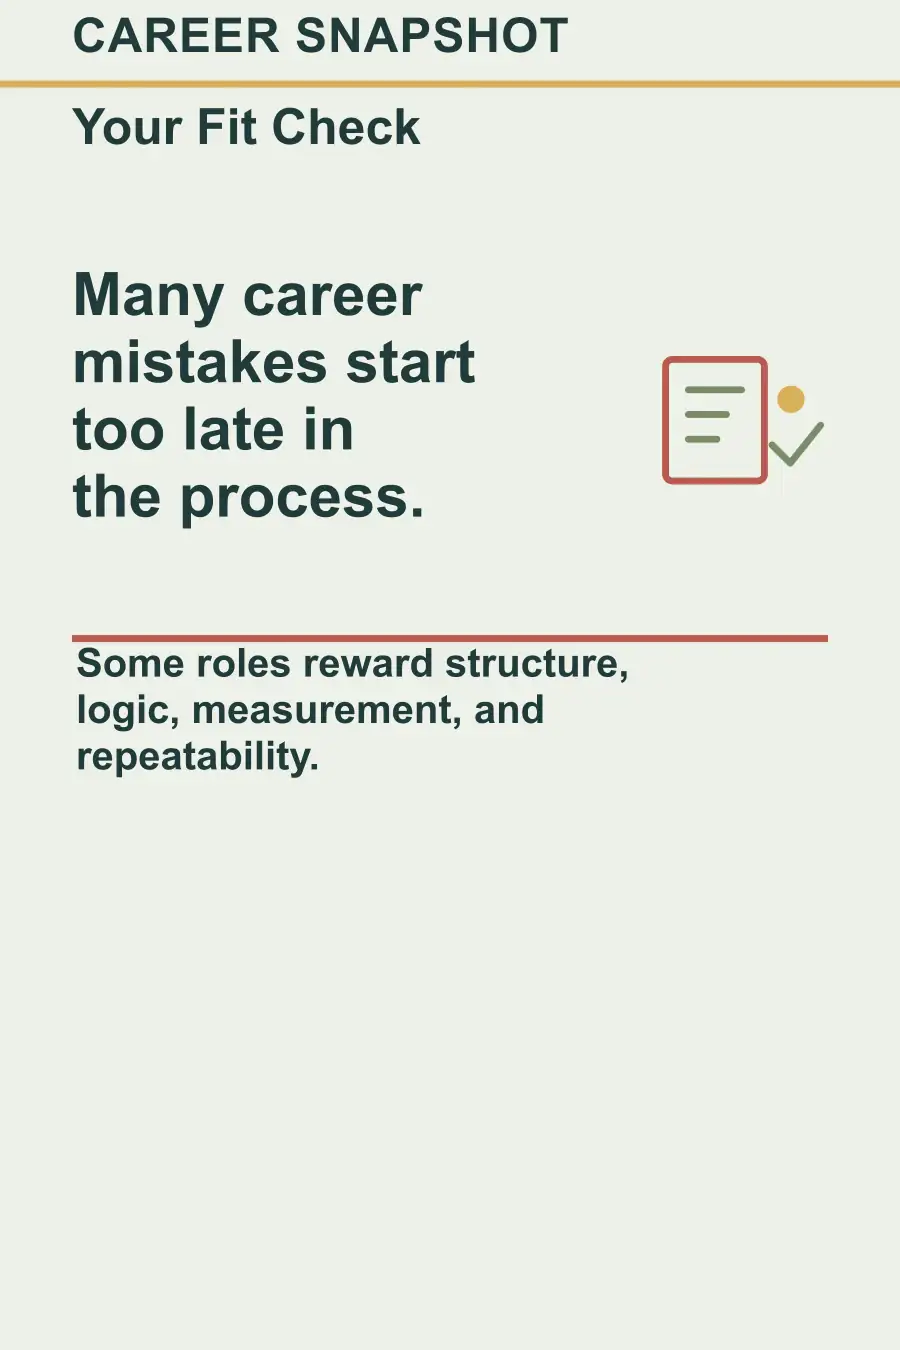 CAREER SNAPSHOT
Your Fit Check
Many career
mistakes start
too late in
the process.
Some roles reward structure,
logic, measurement, and
repeatability.